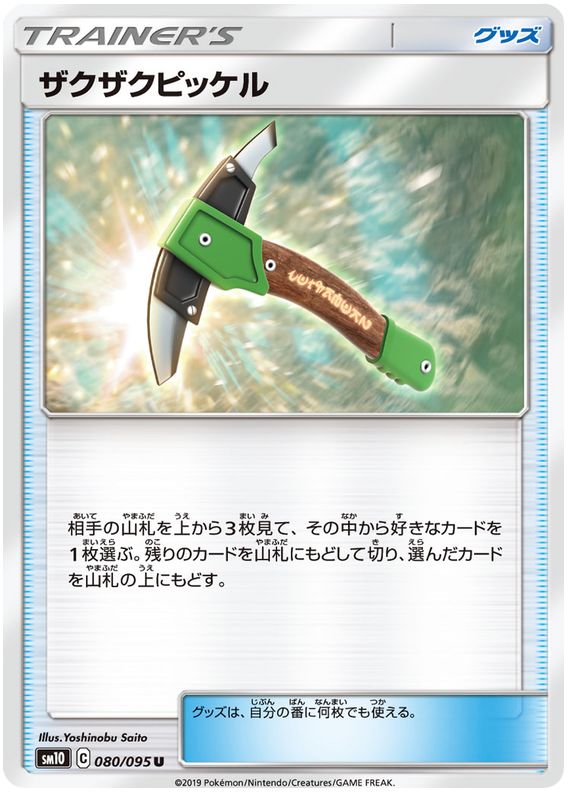 TRAINER'S
グッズ
ザクザクピッケル
相手の山札を上から3枚見て、その中から好きなカードを
1枚選ぶ。残りのカードを山札にもどして切り、選んだカード
を山札の上にもどす。
グッズは、自分の番に何枚でも使える。
Illus.Yoshinobu Saito
sm10 C 080/095 U
©2019 Pokémon/Nintendo/Creatures/GAME FREAK.